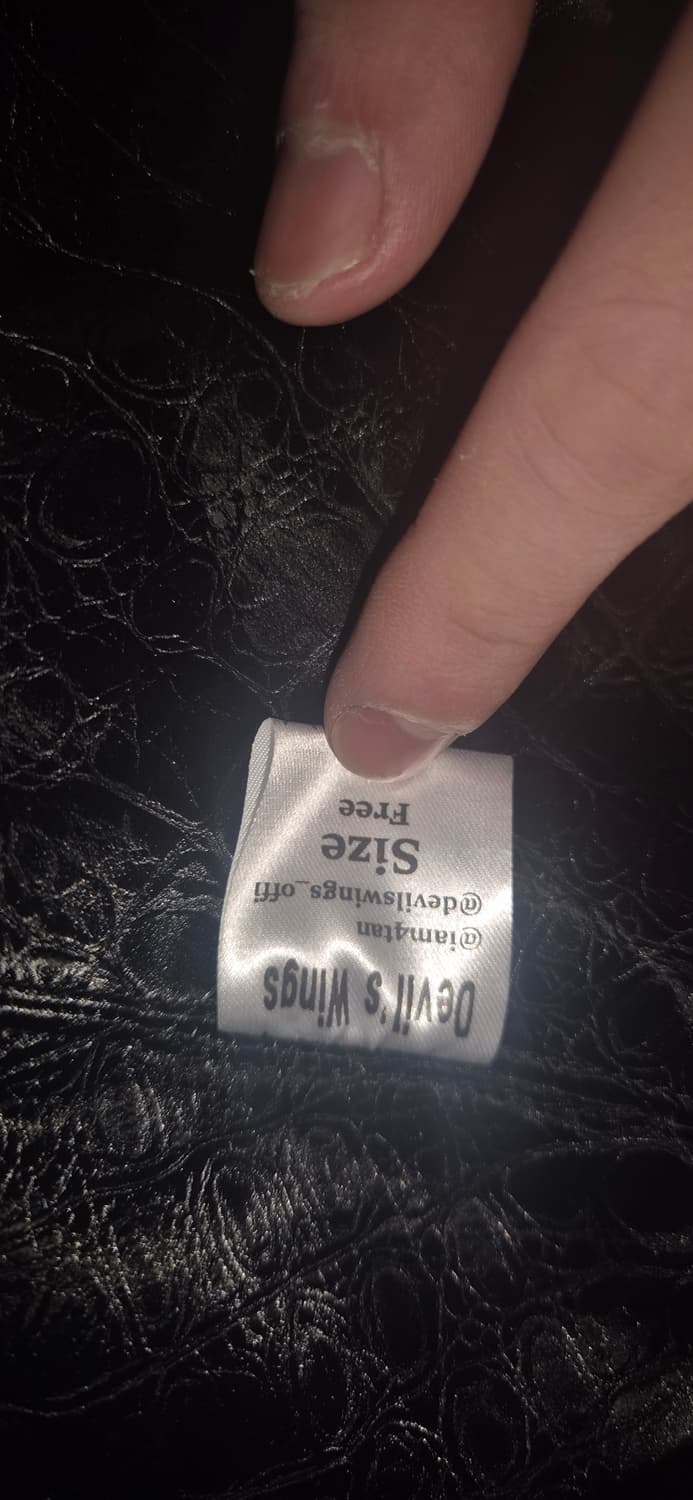 Devil's Wings
@iam4tan
@devilswings_offi
Size
Free